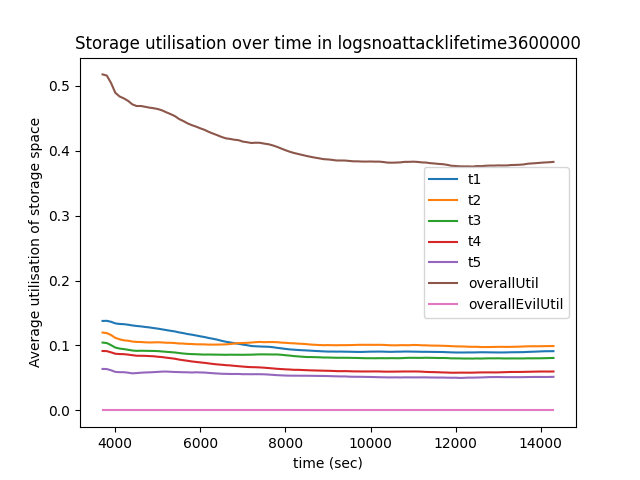 Storage utilisation over time in logsnoattacklifetime3600000
Average utilisation of storage space
0.5
0.4
0.3
0.2
0.1
0.0
t1
t2
t3
t4
t5
overallUtil
overallEvilUtil
4000 6000 8000 10000 12000 14000
time (sec)